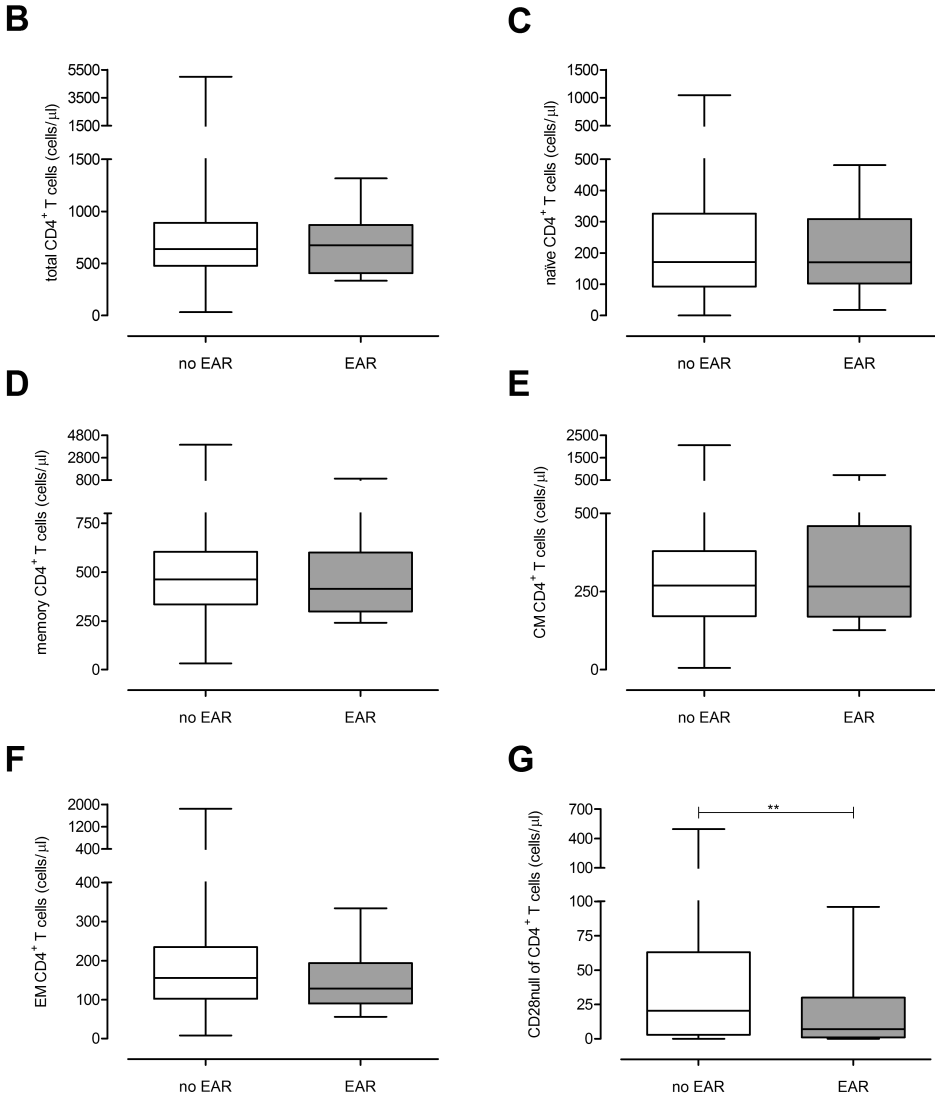 B
total CD4+ T cells (cells/µl)
5500
3500
1500
1500
1000
500
0
no EAR EAR
C
naïve CD4+ T cells (cells/µl)
1500
1000
500
500
400
300
200
100
0
no EAR EAR
D
memory CD4+ T cells (cells/µl)
4800
2800
800
750
500
250
0
no EAR EAR
E
CM CD4+ T cells (cells/µl)
2500
1500
500
500
250
0
no EAR EAR
F
EM CD4+ T cells (cells/µl)
2000
1200
400
400
300
200
100
0
no EAR EAR
G
CD28null of CD4+ T cells (cells/µl)
700
400
100
100
75
50
25
0
**
no EAR EAR